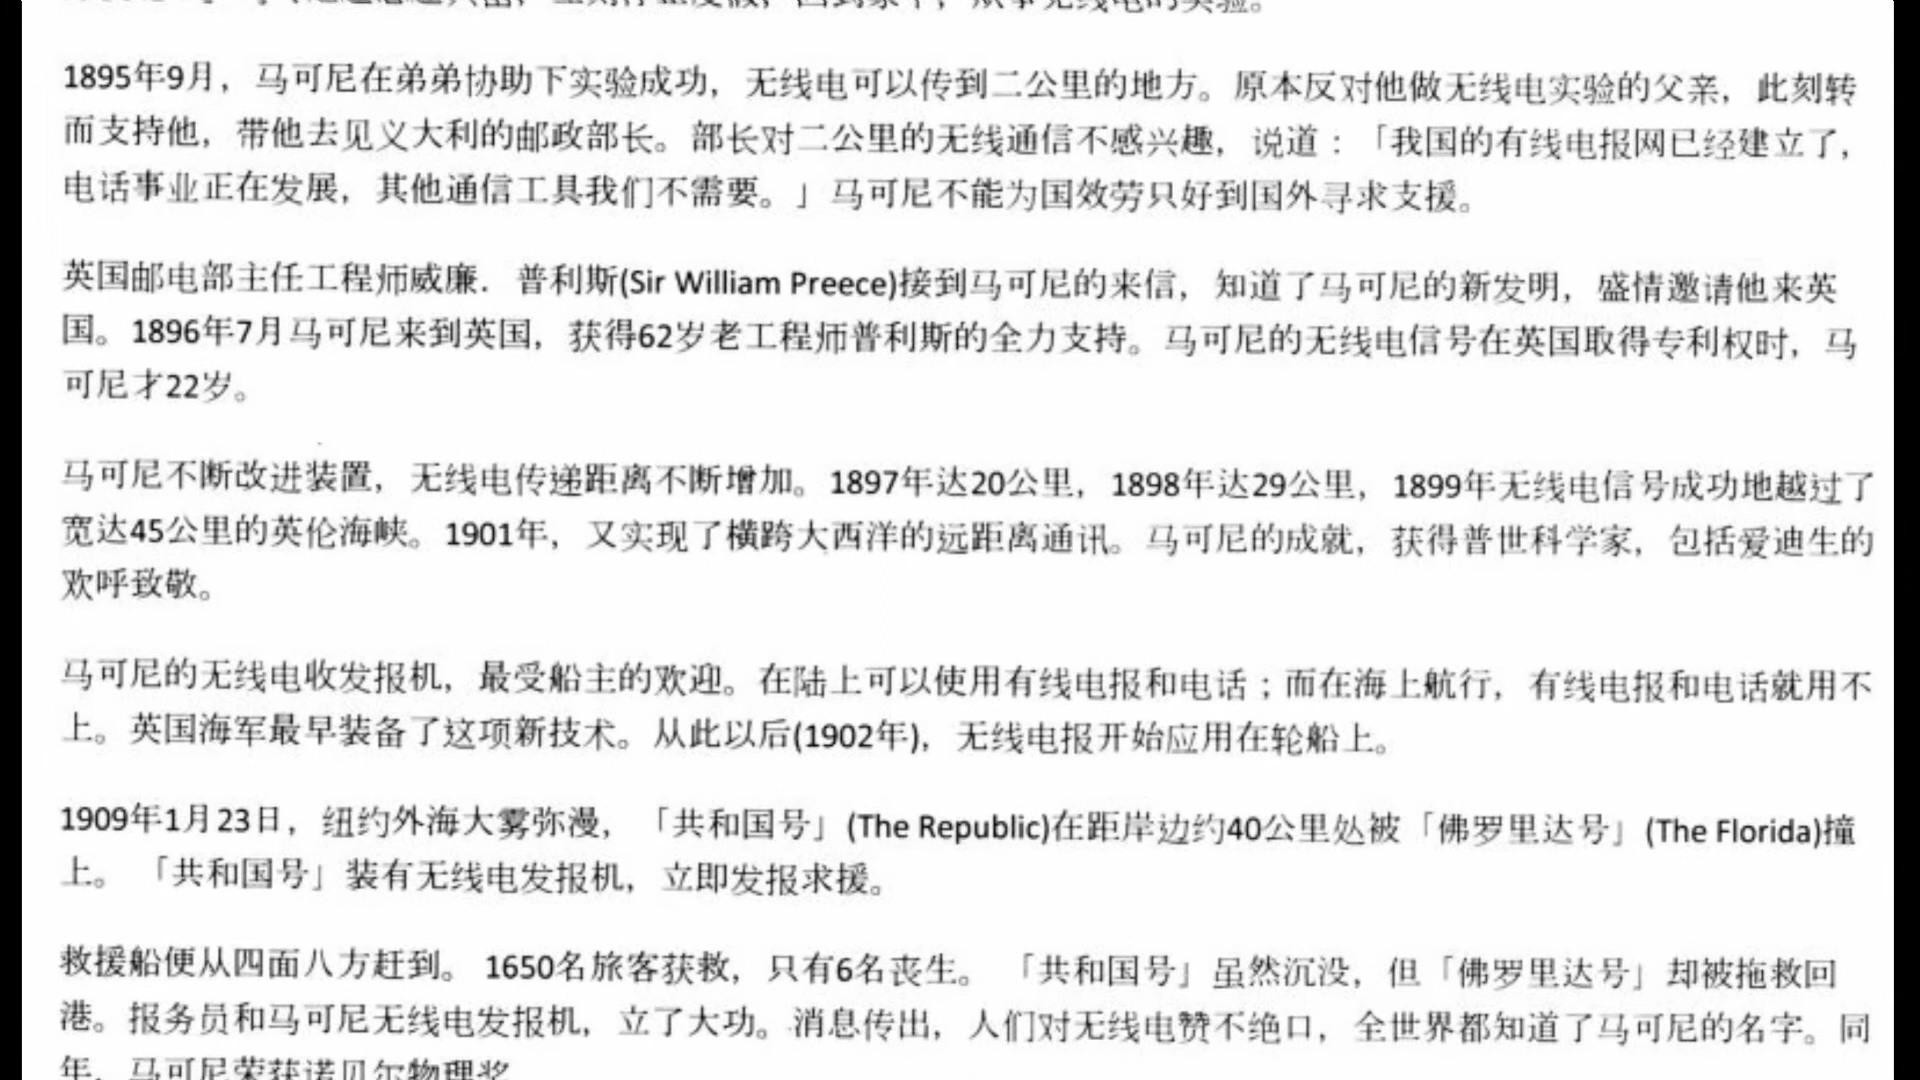 从事无线电的实验。
1895年9月，马可尼在弟弟协助下实验成功，无线电可以传到二公里的地方。原本反对他做无线电实验的父亲，此刻转
而支持他，带他去见义大利的邮政部长。部长对二公里的无线通信不感兴趣，说道：「我国的有线电报网已经建立了，
电话事业正在发展，其他通信工具我们不需要。」马可尼不能为国效劳只好到国外寻求支援。
英国邮电部主任工程师威廉．普利斯(Sir William Preece)接到马可尼的来信，知道了马可尼的新发明，盛情邀请他来英
国。1896年7月马可尼来到英国，获得62岁老工程师普利斯的全力支持。马可尼的无线电信号在英国取得专利权时，马
可尼才22岁。
马可尼不断改进装置，无线电传递距离不断增加。1897年达20公里，1898年达29公里，1899年无线电信号成功地越过了
宽达45公里的英伦海峡。1901年，又实现了横跨大西洋的远距离通讯。马可尼的成就，获得普世科学家，包括爱迪生的
欢呼致敬。
马可尼的无线电收发报机，最受船主的欢迎。在陆上可以使用有线电报和电话；而在海上航行，有线电报和电话就用不
上。英国海军最早装备了这项新技术。从此以后(1902年)，无线电报开始应用在轮船上。
1909年1月23日，纽约外海大雾弥漫，「共和国号」(The Republic)在距岸边约40公里处被「佛罗里达号」(The Florida)撞
上。「共和国号」装有无线电发报机，立即发报求援。
救援船便从四面八方赶到。 1650名旅客获救，只有6名丧生。 「共和国号」虽然沉没，但「佛罗里达号」却被拖救回
港。报务员和马可尼无线电发报机，立了大功。消息传出，人们对无线电赞不绝口，全世界都知道了马可尼的名字。同
年，马可尼荣获诺贝尔物理奖